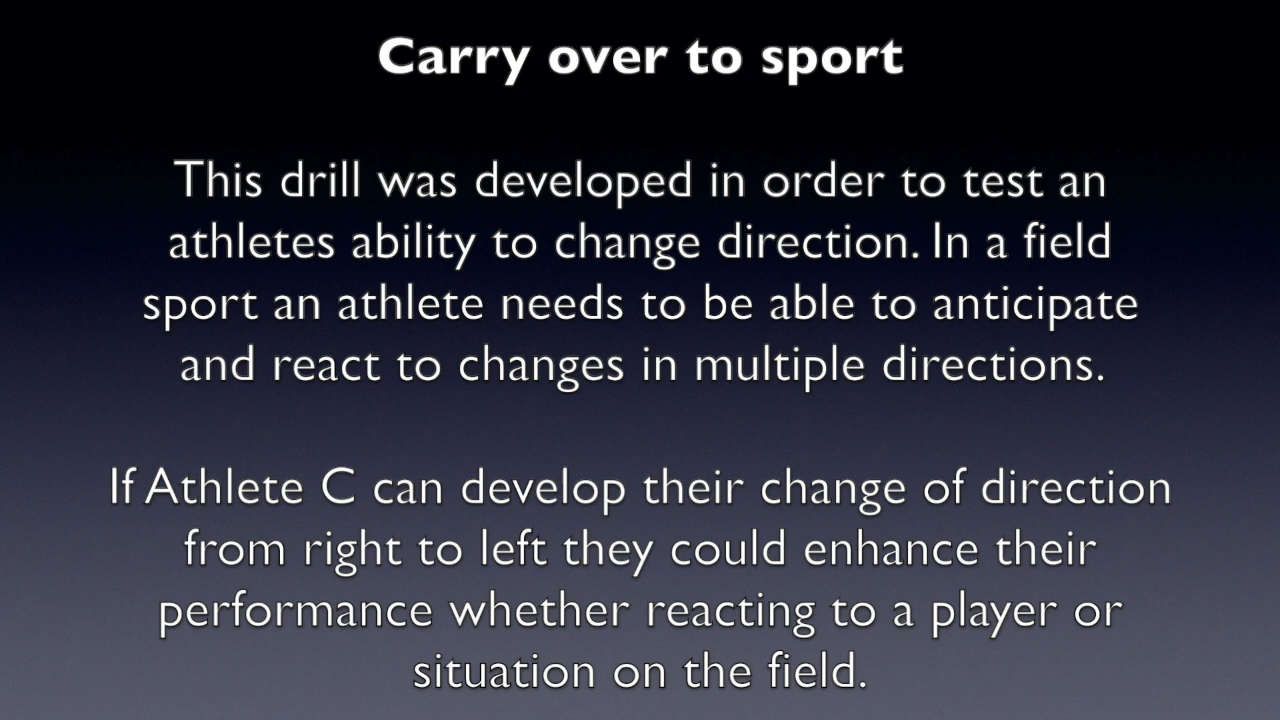 Carry over to sport
This drill was developed in order to test an
athletes ability to change direction. In a field
sport an athlete needs to be able to anticipate
and react to changes in multiple directions.
If Athlete C can develop their change of direction
from right to left they could enhance their
performance whether reacting to a player or
situation on the field.